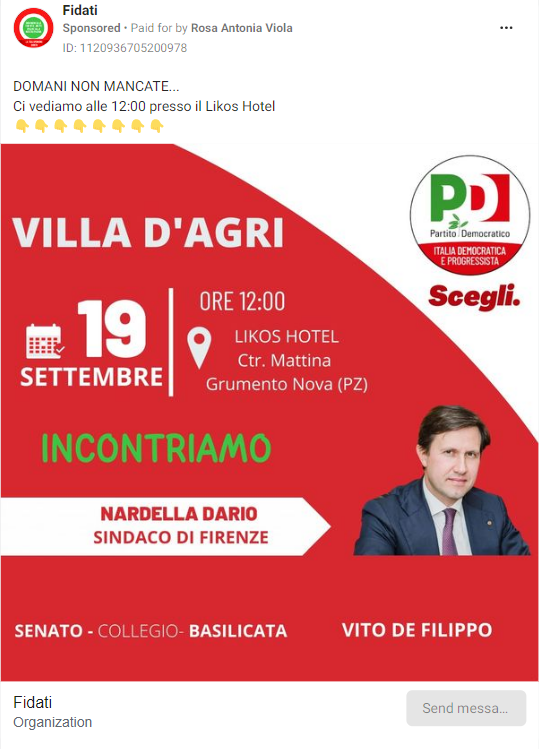 Fidati
Sponsored • Paid for by Rosa Antonia Viola
ID: 1120936705200978
DOMANI NON MANCATE...
Ci vediamo alle 12:00 presso il Likos Hotel
👇👇👇👇👇👇👇👇
VILLA D'AGRI
PD
Partito Democratico
ITALIA DEMOCRATICA
E PROGRESSISTA
Scegli.
19
SETTEMBRE
ORE 12:00
LIKOS HOTEL
Ctr. Mattina
Grumento Nova (PZ)
INCONTRIAMO
NARDELLA DARIO
SINDACO DI FIRENZE
SENATO - COLLEGIO- BASILICATA
VITO DE FILIPPO
Fidati
Organization
Send messa...